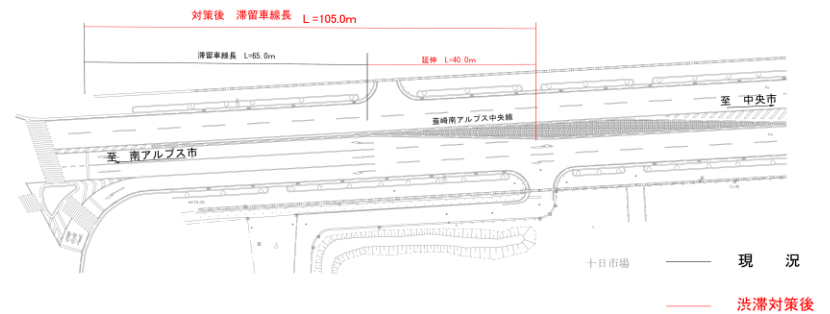 対策後 滞留車線長 L=105.0m
滞留車線長 L=65.0m
延伸 L=40.0m
至 中央市
韮崎南アルプス中央線
至 南アルプス市
十日市場
現 況
渋滞対策後